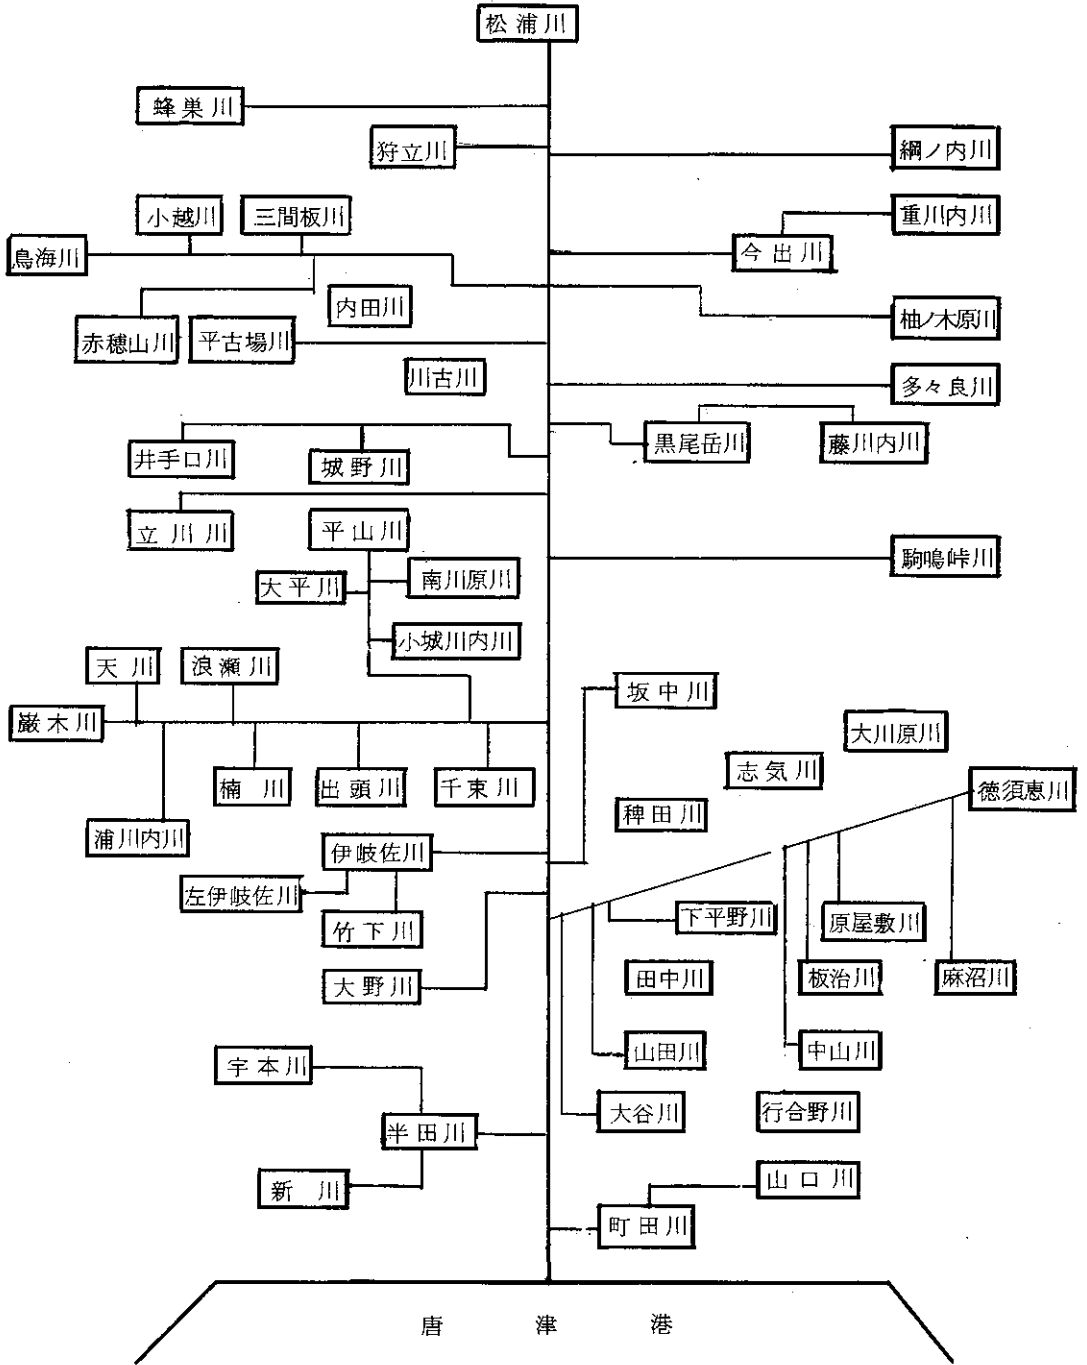 松浦川
蜂巣川
狩立川
綱ノ内川
小越川
三間板川
重川内川
鳥海川
今出川
内田川
柚ノ木原川
赤穂山川
平古場川
川古川
多々良川
井手口川
城野川
黒尾岳川
藤川内川
立川川
平山川
駒鳴峠川
大平川
南川原川
小城川内川
天川
浪瀬川
坂中川
巌木川
大川原川
志気川
楠川
出頭川
千束川
徳須恵川
稗田川
浦川内川
伊岐佐川
左伊岐佐川
竹下川
下平野川
原屋敷川
大野川
田中川
板治川
麻沼川
宇本川
山田川
中山川
半田川
大谷川
行合野川
新川
山口川
町田川
唐津港